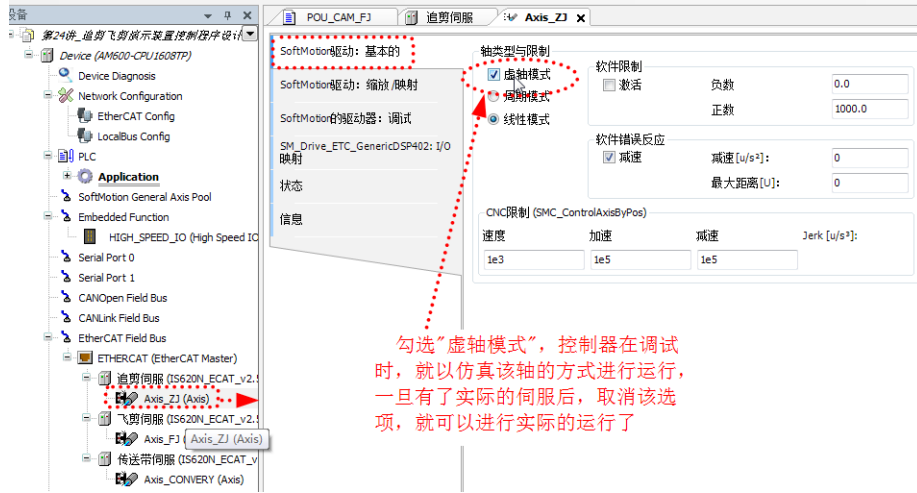 设备
POU_CAM_FJ
追剪伺服
Axis_ZJ
第24讲_追剪飞剪演示装置控制程序设计
Device (AM600-CPU1608TP)
Device Diagnosis
Network Configuration
EtherCAT Config
LocalBus Config
PLC
Application
SoftMotion General Axis Pool
Embedded Function
HIGH_SPEED_IO (High Speed IO
Serial Port 0
Serial Port 1
CANOpen Field Bus
CANLink Field Bus
EtherCAT Field Bus
ETHERCAT (EtherCAT Master)
追剪伺服 (IS620N_ECAT_v2.
Axis_ZJ (Axis)
飞剪伺服 (IS620N_ECAT_v2.
Axis_FJ (
Axis_ZJ (Axis)
传送带伺服 (IS620N_ECAT_v
Axis_CONVERY (Axis)
SoftMotion驱动：基本的
SoftMotion驱动：缩放/映射
SoftMotion的驱动器：调试
SM_Drive_ETC_GenericDSP402: I/O
映射
状态
信息
轴类型与限制
虚轴模式
周期模式
线性模式
软件限制
激活
负数
0.0
正数
1000.0
软件错误反应
减速
减速[u/s²]:
0
最大距离[U]:
0
CNC限制 (SMC_ControlAxisByPos)
速度
加速
减速
Jerk [u/s³]:
1e3
1e5
1e5
勾选"虚轴模式"，控制器在调试
时，就以仿真该轴的方式进行运行，
一旦有了实际的伺服后，取消该选
项，就可以进行实际的运行了